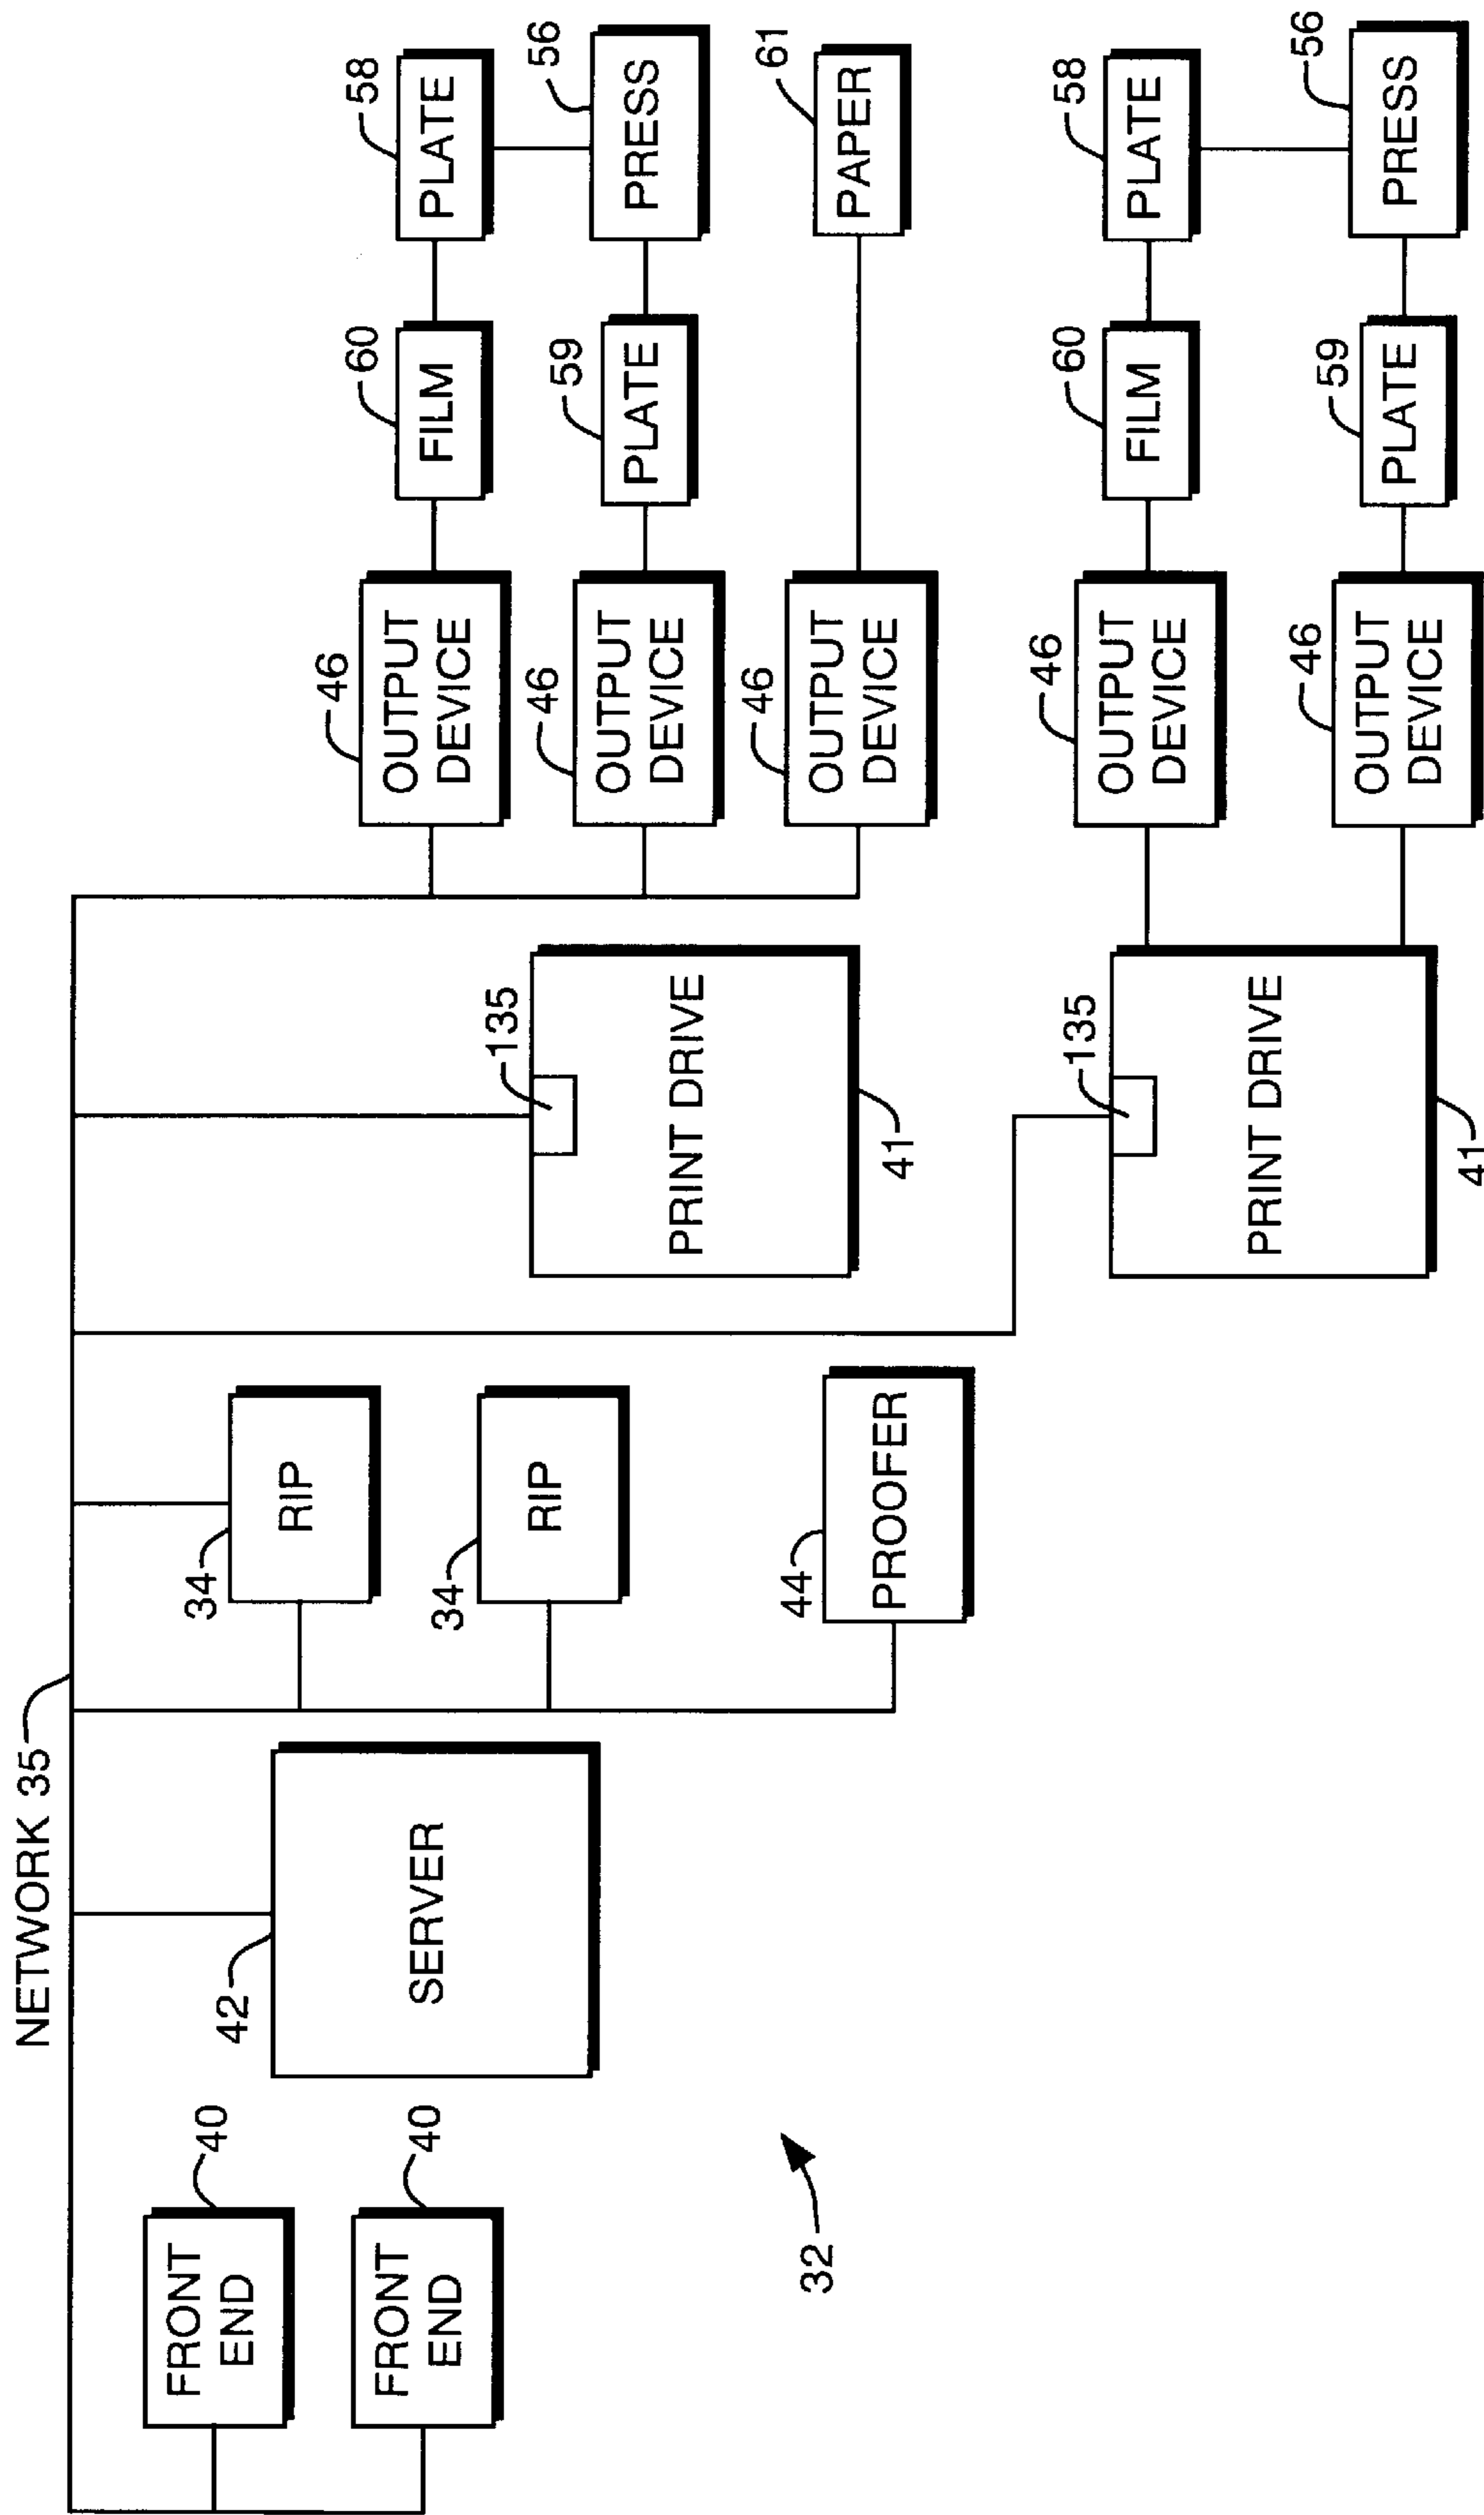 NETWORK 35
40
FRONT
END
40
FRONT
END
32
42
SERVER
34
RIP
34
RIP
44
PROOFER
135
PRINT DRIVE
41
135
PRINT DRIVE
41
46
OUTPUT
DEVICE
60
FILM
58
PLATE
46
OUTPUT
DEVICE
59
PLATE
56
PRESS
46
OUTPUT
DEVICE
61
PAPER
46
OUTPUT
DEVICE
60
FILM
58
PLATE
46
OUTPUT
DEVICE
59
PLATE
56
PRESS